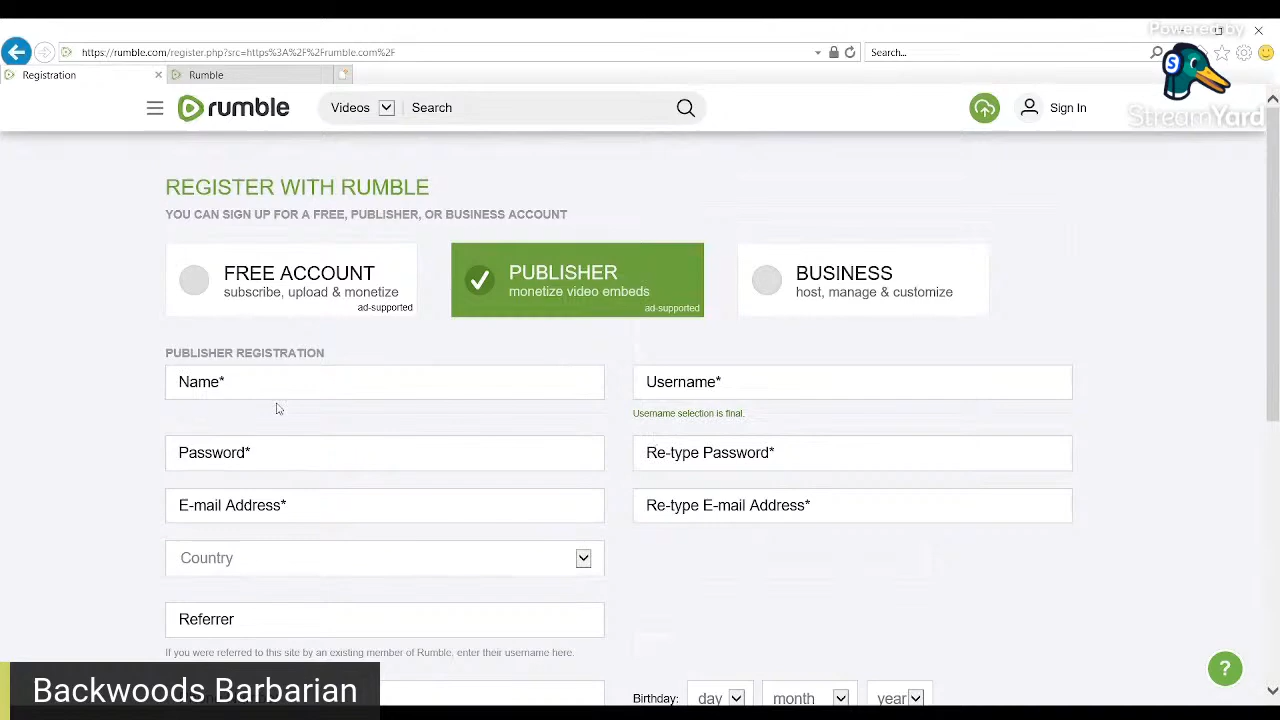 Powered by
https://rumble.com/register.php?src=https%3A%2F%2Frumble.com%2F
Search...
Registration
Rumble
S
StreamYard
rumble
Videos
Search
Sign In
REGISTER WITH RUMBLE
YOU CAN SIGN UP FOR A FREE, PUBLISHER, OR BUSINESS ACCOUNT
FREE ACCOUNT
subscribe, upload & monetize
ad-supported
PUBLISHER
monetize video embeds
ad-supported
BUSINESS
host, manage & customize
PUBLISHER REGISTRATION
Name*
Username*
Username selection is final.
Password*
Re-type Password*
E-mail Address*
Re-type E-mail Address*
Country
Referrer
If you were referred to this site by an existing member of Rumble, enter their username here.
Birthday:
day
month
year
?
Backwoods Barbarian